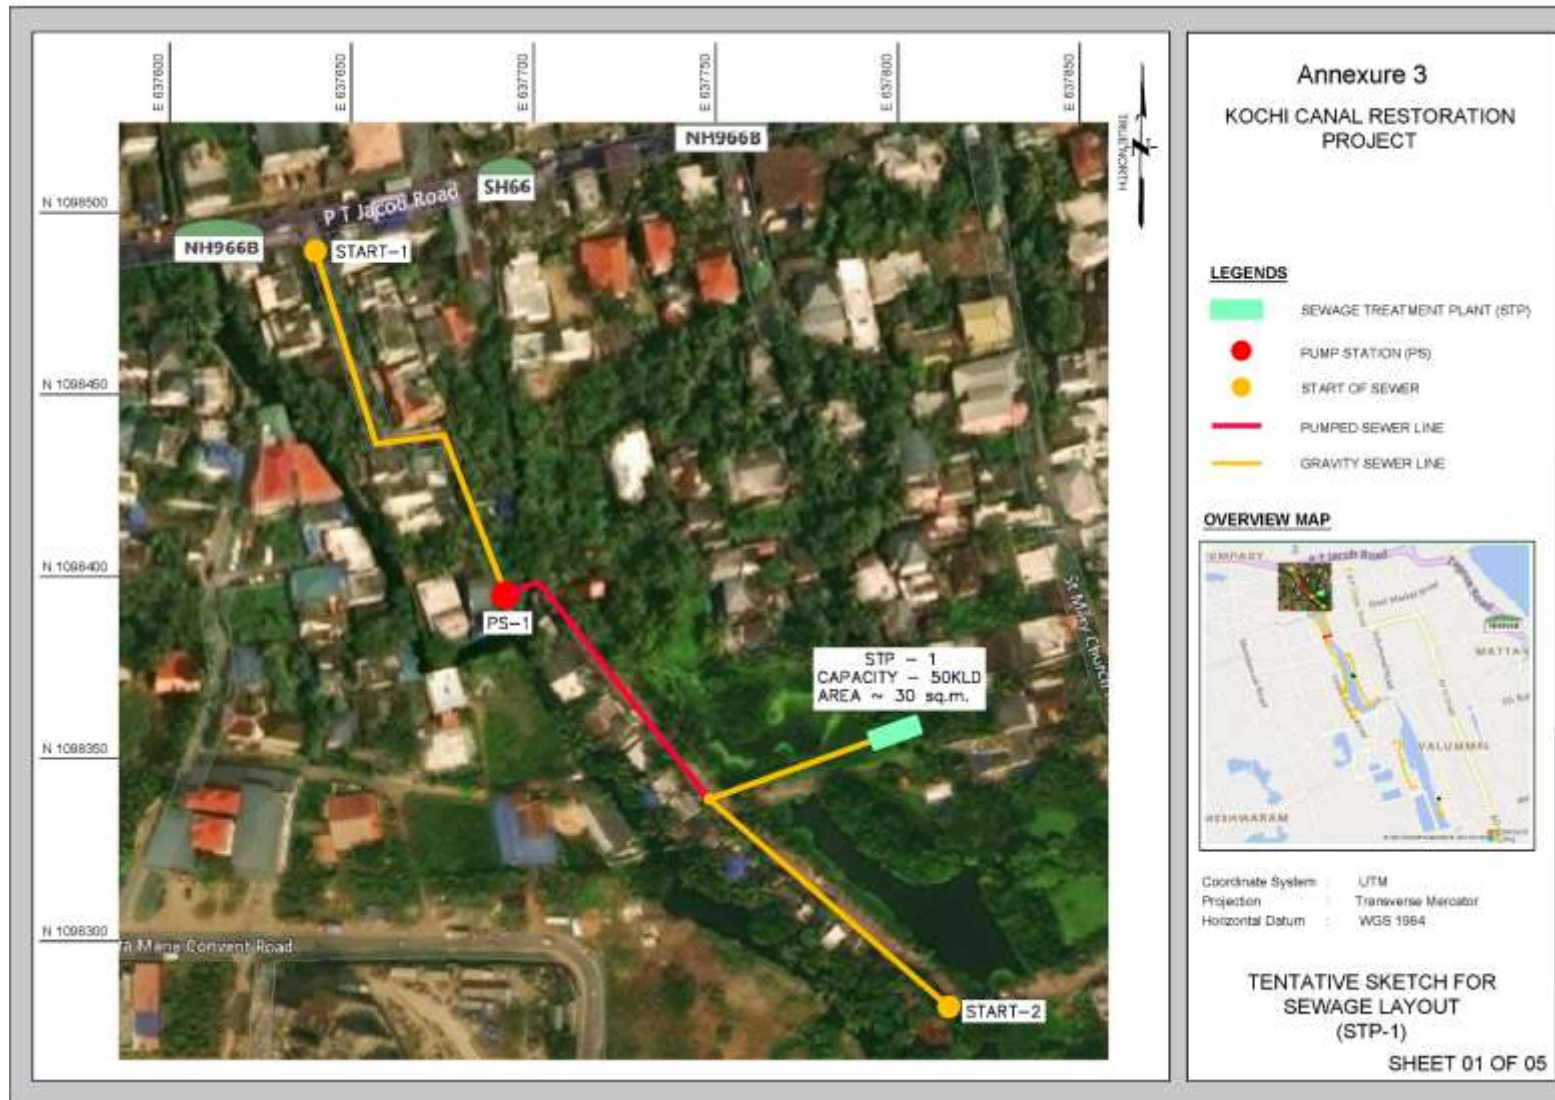 E 637600
E 637650
E 637700
E 637750
E 637800
E 637850
N 1098500
N 1098450
N 1098400
N 1098350
N 1098300
NH966B
SH66
P T Jacob Road
NH966B
START-1
PS-1
STP - 1
CAPACITY - 50KLD
AREA ~ 30 sq.m.
START-2
Convent Road
TRUE NORTH
Annexure 3
KOCHI CANAL RESTORATION
PROJECT
LEGENDS
SEWAGE TREATMENT PLANT (STP)
PUMP STATION (PS)
START OF SEWER
PUMPED SEWER LINE
GRAVITY SEWER LINE
OVERVIEW MAP
Jacob Road
VALUMMAL
MATTAN
ESHWARAM
Coordinate System : UTM
Projection : Transverse Mercator
Horizontal Datum : WGS 1984
TENTATIVE SKETCH FOR
SEWAGE LAYOUT
(STP-1)
SHEET 01 OF 05